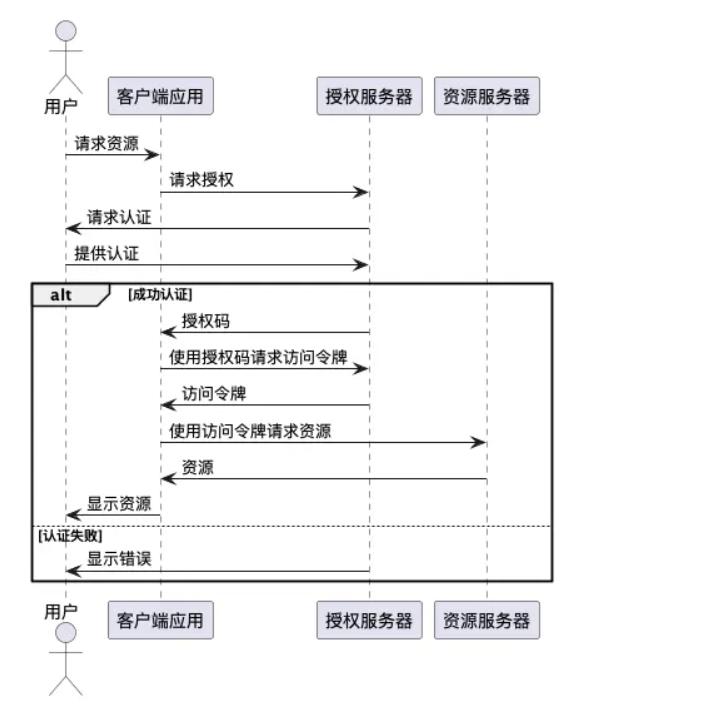 用户
客户端应用
授权服务器
资源服务器
请求资源
请求授权
请求认证
提供认证
alt
[成功认证]
授权码
使用授权码请求访问令牌
访问令牌
使用访问令牌请求资源
资源
显示资源
[认证失败]
显示错误
用户
客户端应用
授权服务器
资源服务器